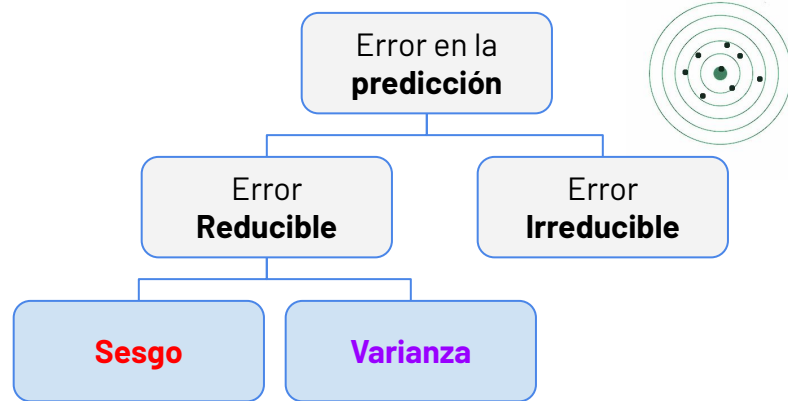 Error en la
predicción
Error
Reducible
Error
Irreducible
Sesgo
Varianza